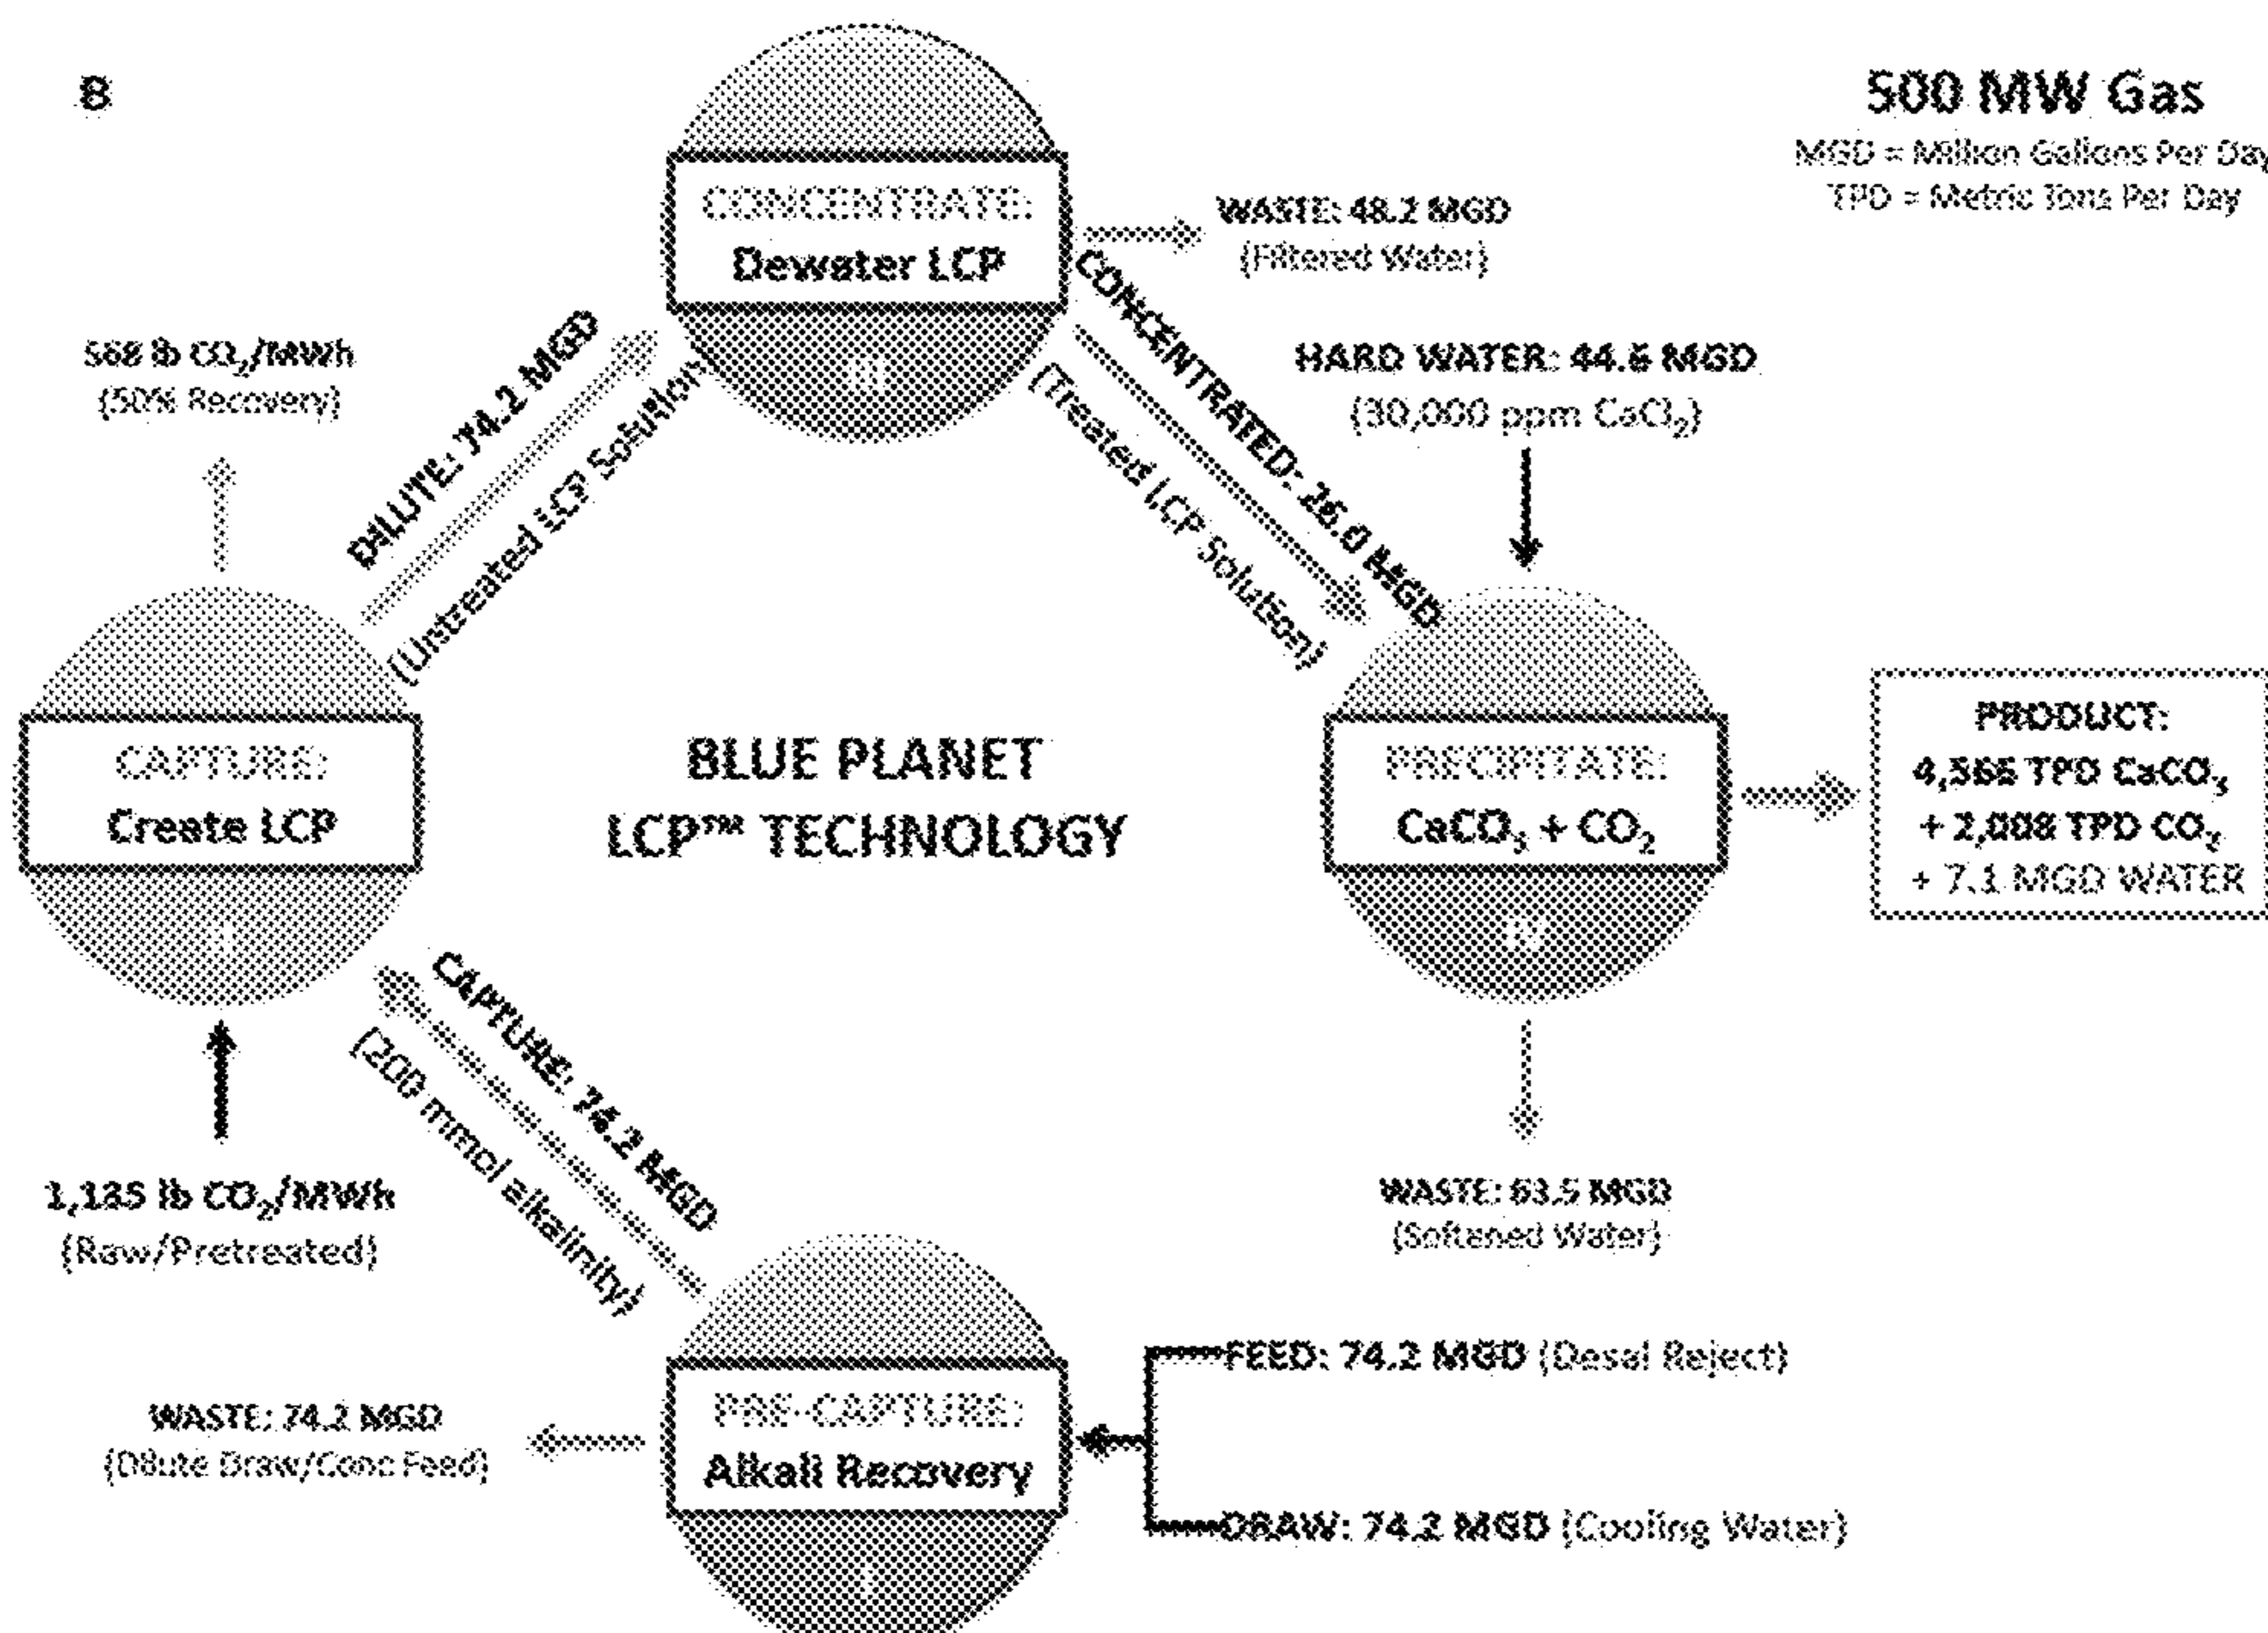 B
500 MW Gas
MGD = Million Gallons Per Day
TPD = Metric Tons Per Day
CONCENTRATE:
Dewater LCP
III
WASTE: 48.2 MGD
(Filtered Water)
568 lb CO₂/MWh
(50% Recovery)
DILUTE: 74.2 MGD
(Untreated LCP Solution)
CONCENTRATED: 26.0 MGD
(Treated LCP Solution)
HARD WATER: 44.6 MGD
(30,000 ppm CaCl₂)
CAPTURE:
Create LCP
BLUE PLANET
LCP™ TECHNOLOGY
PRECIPITATE:
CaCO₃ + CO₂
IV
PRODUCT:
4,566 TPD CaCO₃
+ 2,008 TPD CO₂
+ 7.1 MGD WATER
1,135 lb CO₂/MWh
(Raw/Pretreated)
CAPTURE: 74.2 MGD
(200 mmol alkalinity)
WASTE: 63.5 MGD
(Softened Water)
PRE-CAPTURE:
Alkali Recovery
I
WASTE: 74.2 MGD
(Dilute Draw/Conc Feed)
FEED: 74.2 MGD (Desal Reject)
DRAW: 74.2 MGD (Cooling Water)